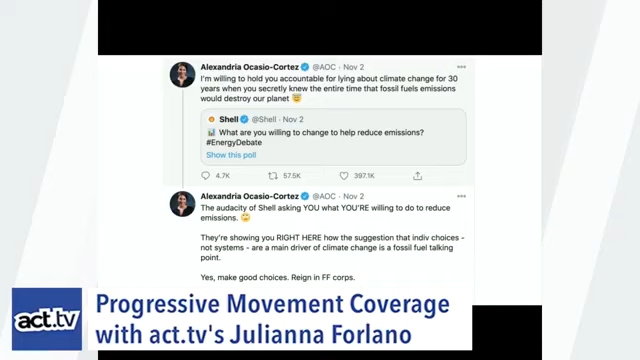 Alexandria Ocasio-Cortez @AOC · Nov 2
I'm willing to hold you accountable for lying about climate change for 30
years when you secretly knew the entire time that fossil fuels emissions
would destroy our planet 😇
Shell @Shell · Nov 2
📊 What are you willing to change to help reduce emissions?
#EnergyDebate
Show this poll
4.7K 57.5K 397.1K
Alexandria Ocasio-Cortez @AOC · Nov 2
The audacity of Shell asking YOU what YOU'RE willing to do to reduce
emissions. 🙄
They're showing you RIGHT HERE how the suggestion that indiv choices -
not systems - are a main driver of climate change is a fossil fuel talking
point.
Yes, make good choices. Reign in FF corps.
act.tv
Progressive Movement Coverage
with act.tv's Julianna Forlano